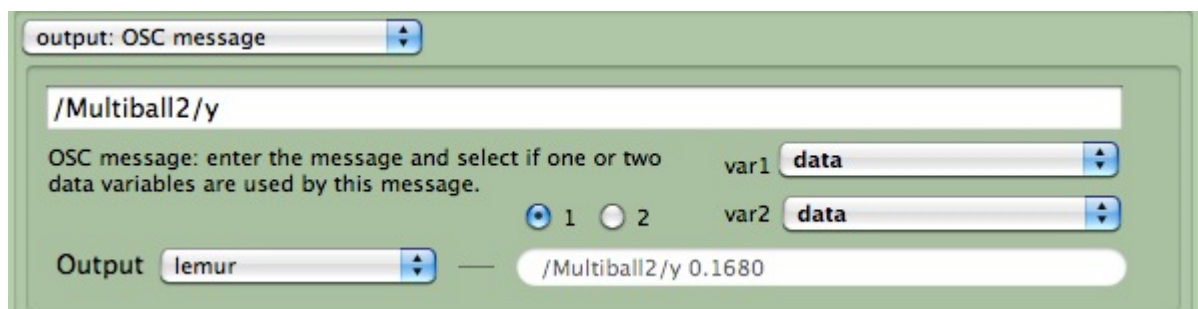 output: OSC message
/Multiball2/y
OSC message: enter the message and select if one or two
data variables are used by this message.
var1 data
1 2 var2 data
Output lemur /Multiball2/y 0.1680